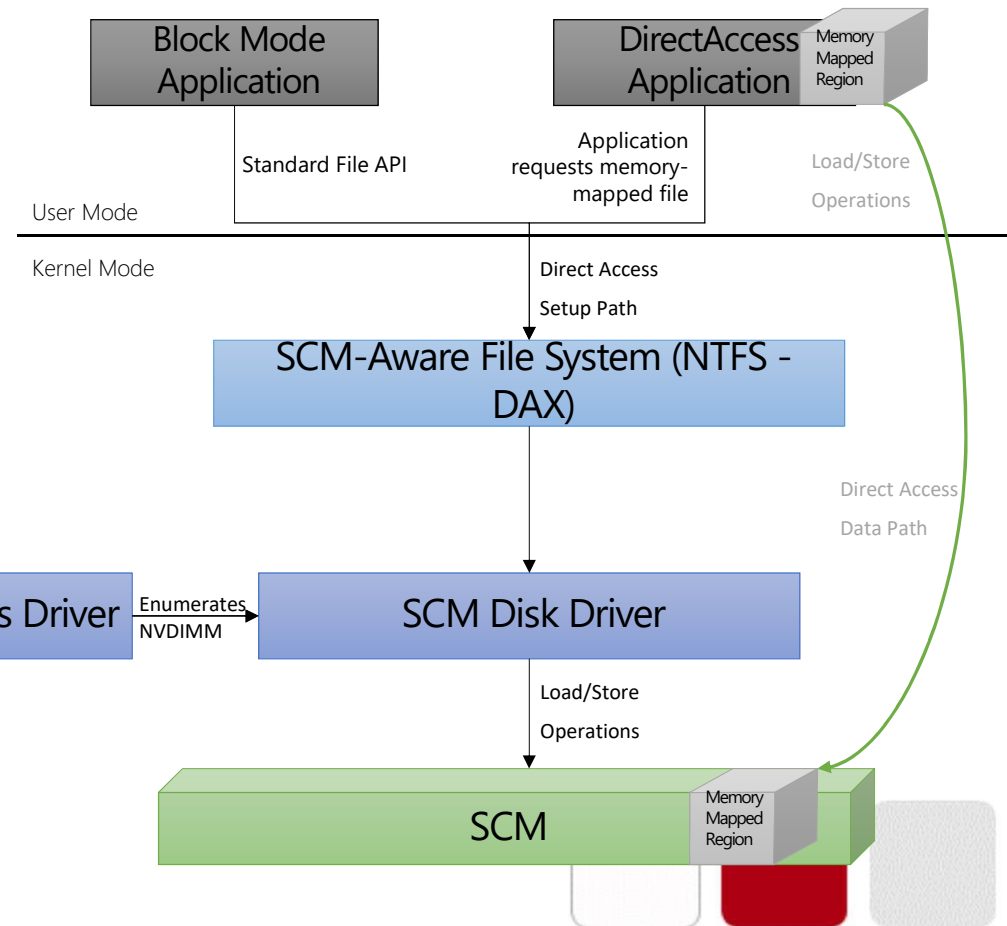 Block Mode
Application
DirectAccess
Application
Memory
Mapped
Region
Standard File API
Application
requests memory-
mapped file
Load/Store
Operations
User Mode
Kernel Mode
Direct Access
Setup Path
SCM-Aware File System (NTFS -
DAX)
Direct Access
Data Path
s Driver
Enumerates
NVDIMM
SCM Disk Driver
Load/Store
Operations
SCM
Memory
Mapped
Region